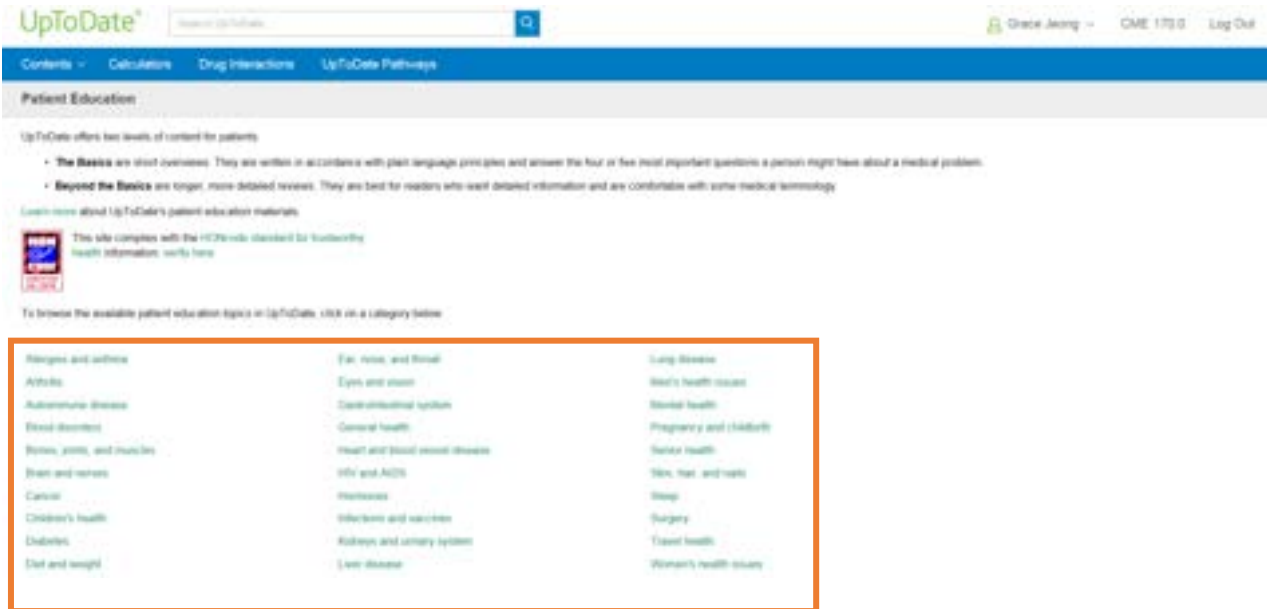 UpToDate®
Search UpToDate
Grace Jeong
CME 170.0
Log Out
Contents
Calculators
Drug Interactions
UpToDate Pathways
Patient Education
UpToDate offers two levels of content for patients
• The Basics are short overviews. They are written in accordance with plain language principles and answer the four or five most important questions a person might have about a medical problem.
• Beyond the Basics are longer, more detailed reviews. They are best for readers who want detailed information and are comfortable with some medical terminology.
Learn more about UpToDate's patient education materials.
This site complies with the HONcode standard for trustworthy
health information: verify here.
To browse the available patient education topics in UpToDate, click on a category below.
Allergies and asthma
Arthritis
Autoimmune disease
Blood disorders
Bones, joints, and muscles
Brain and nerves
Cancer
Children's health
Diabetes
Diet and weight
Ear, nose, and throat
Eyes and vision
Gastrointestinal system
General health
Heart and blood vessel disease
HIV and AIDS
Hormones
Infections and vaccines
Kidneys and urinary system
Liver disease
Lung disease
Men's health issues
Mental health
Pregnancy and childbirth
Senior health
Skin, hair, and nails
Sleep
Surgery
Travel health
Women's health issues